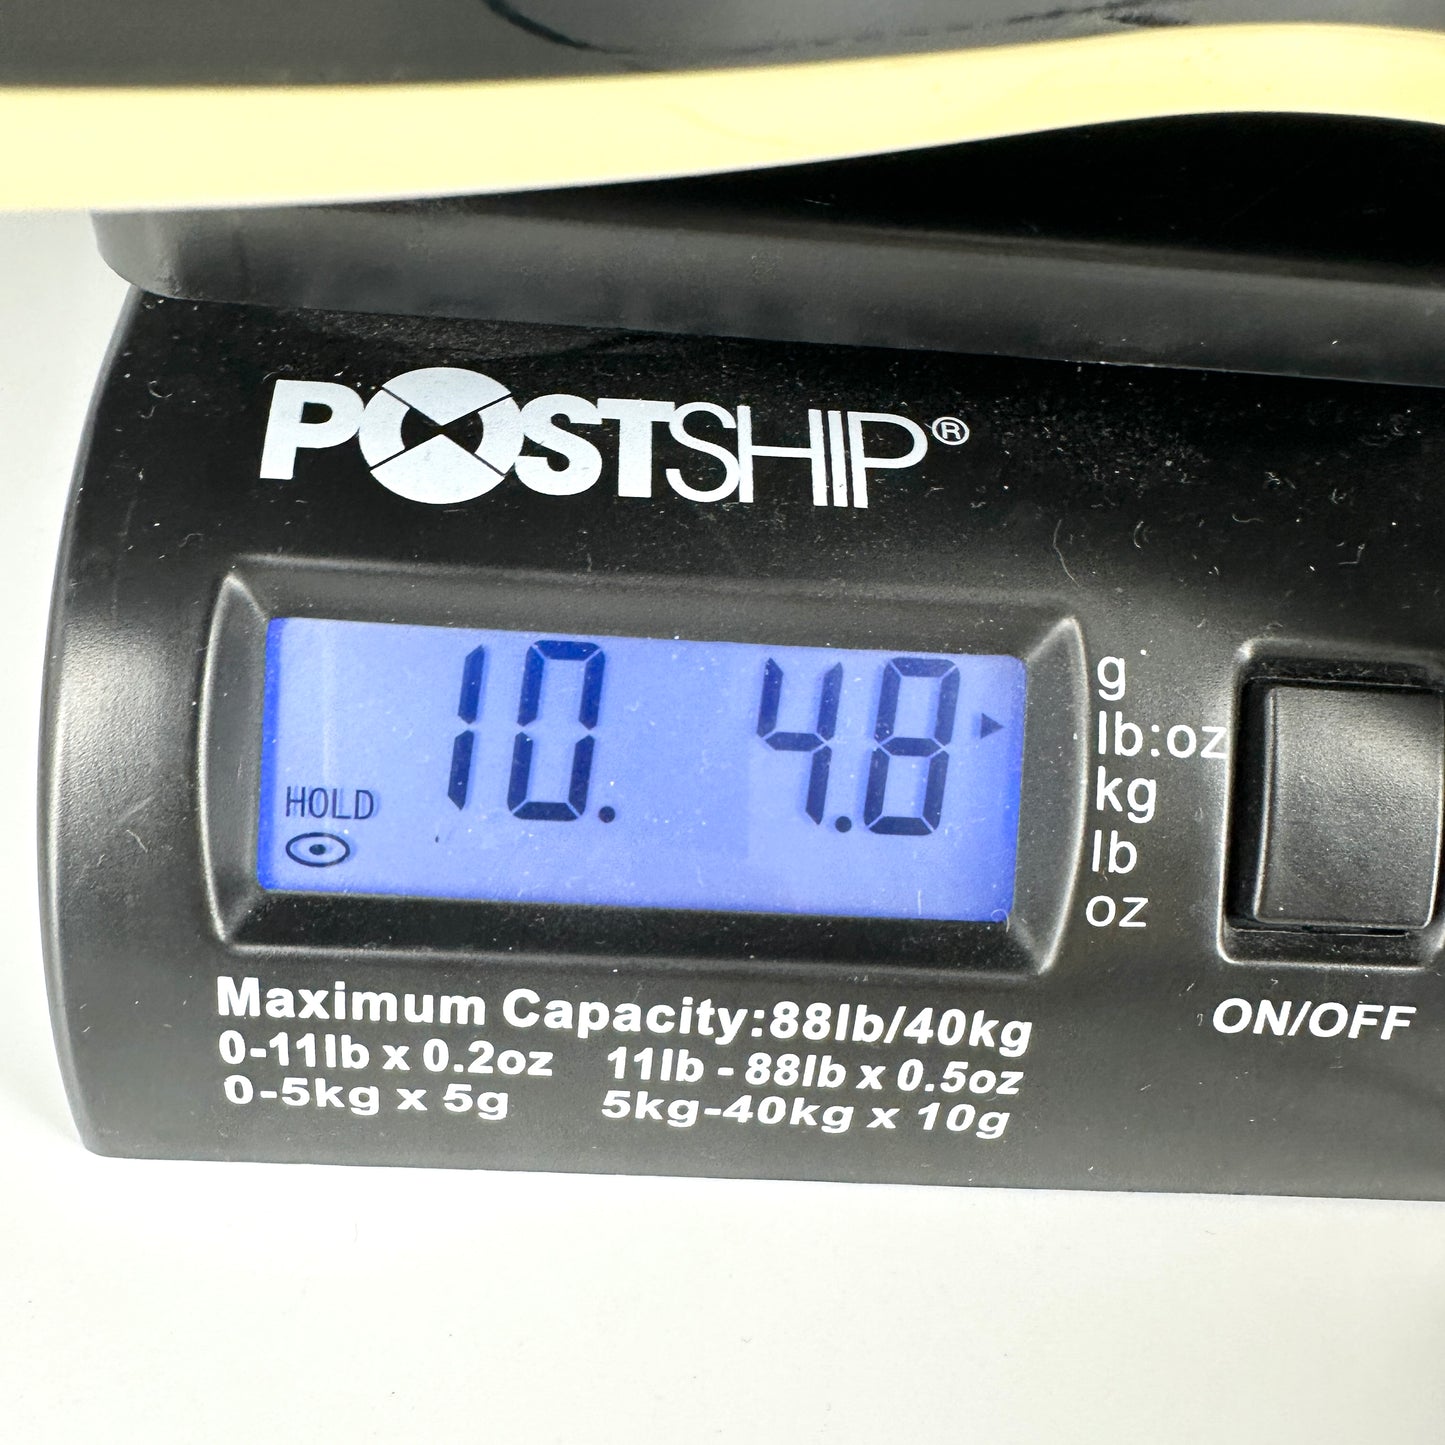 POSTSHIP®
10. 4.8
HOLD
g
lb:oz
kg
lb
oz
ON/OFF
Maximum Capacity:88lb/40kg
0-11lb x 0.2oz 11lb - 88lb x 0.5oz
0-5kg x 5g 5kg-40kg x 10g